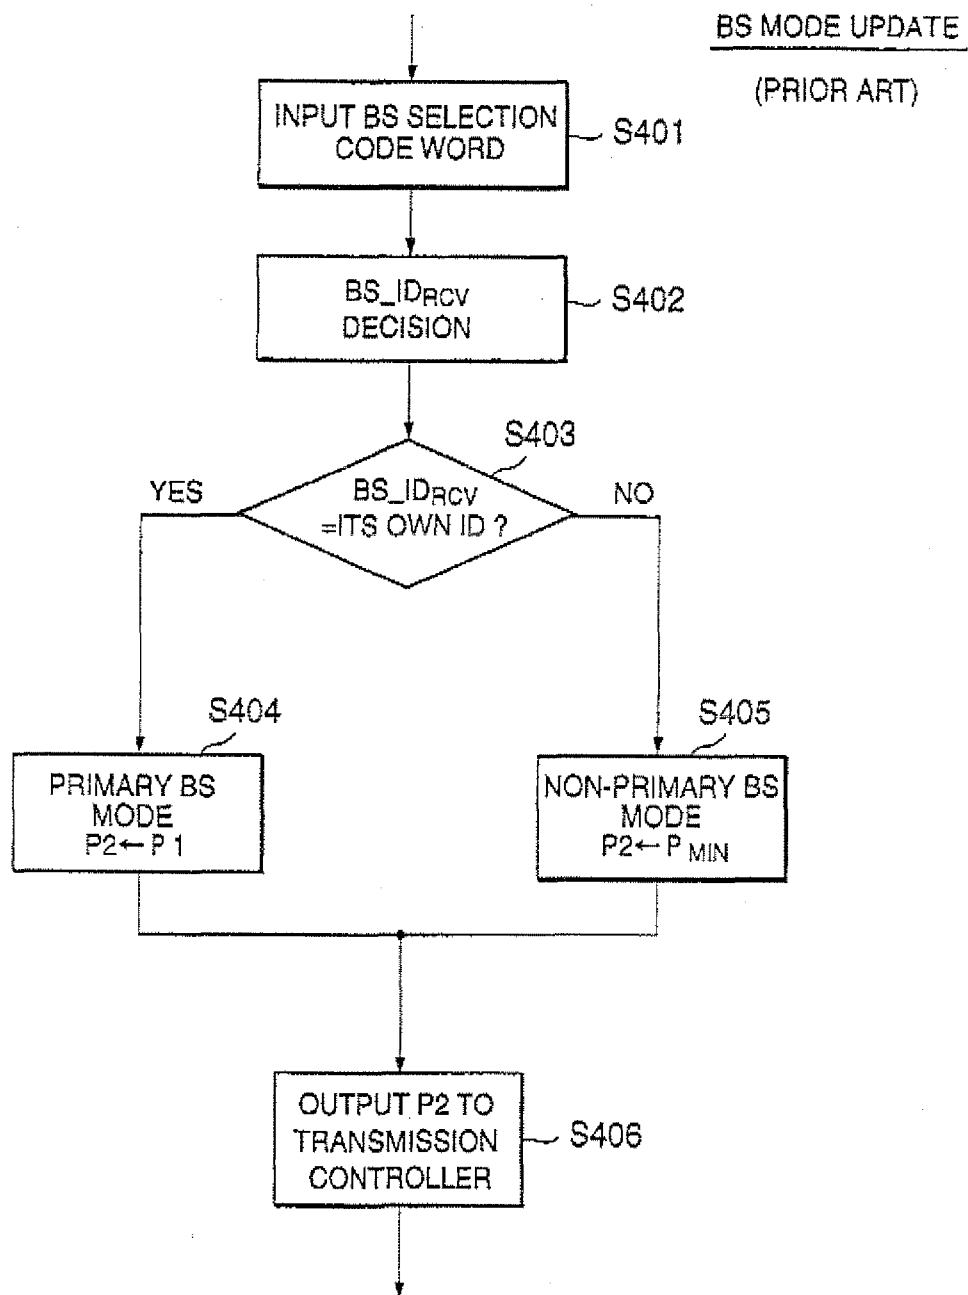 BS MODE UPDATE
(PRIOR ART)
INPUT BS SELECTION
CODE WORD
S401
BS_IDRCV
DECISION
S402
S403
BS_IDRCV
=ITS OWN ID ?
YES
NO
S404
PRIMARY BS
MODE
P2← P 1
S405
NON-PRIMARY BS
MODE
P2← P MIN
OUTPUT P2 TO
TRANSMISSION
CONTROLLER
S406